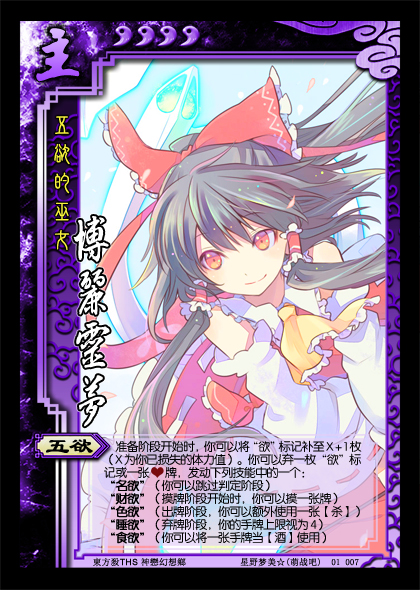 主
五欲的巫女
博麗靈夢
五欲
准备阶段开始时，你可以将“欲”标记补至X+1枚
（X为你已损失的体力值）。你可以弃一枚“欲”标
记或一张♥牌，发动下列技能中的一个：
“名欲”（你可以跳过判定阶段）
“财欲”（摸牌阶段开始时，你可以摸一张牌）
“色欲”（出牌阶段，你可以额外使用一张【杀】）
“睡欲”（弃牌阶段，你的手牌上限视为4）
“食欲”（你可以将一张手牌当【酒】使用）
東方殺THS 神戀幻想鄉 星野梦美☆(萌战吧) 01 007